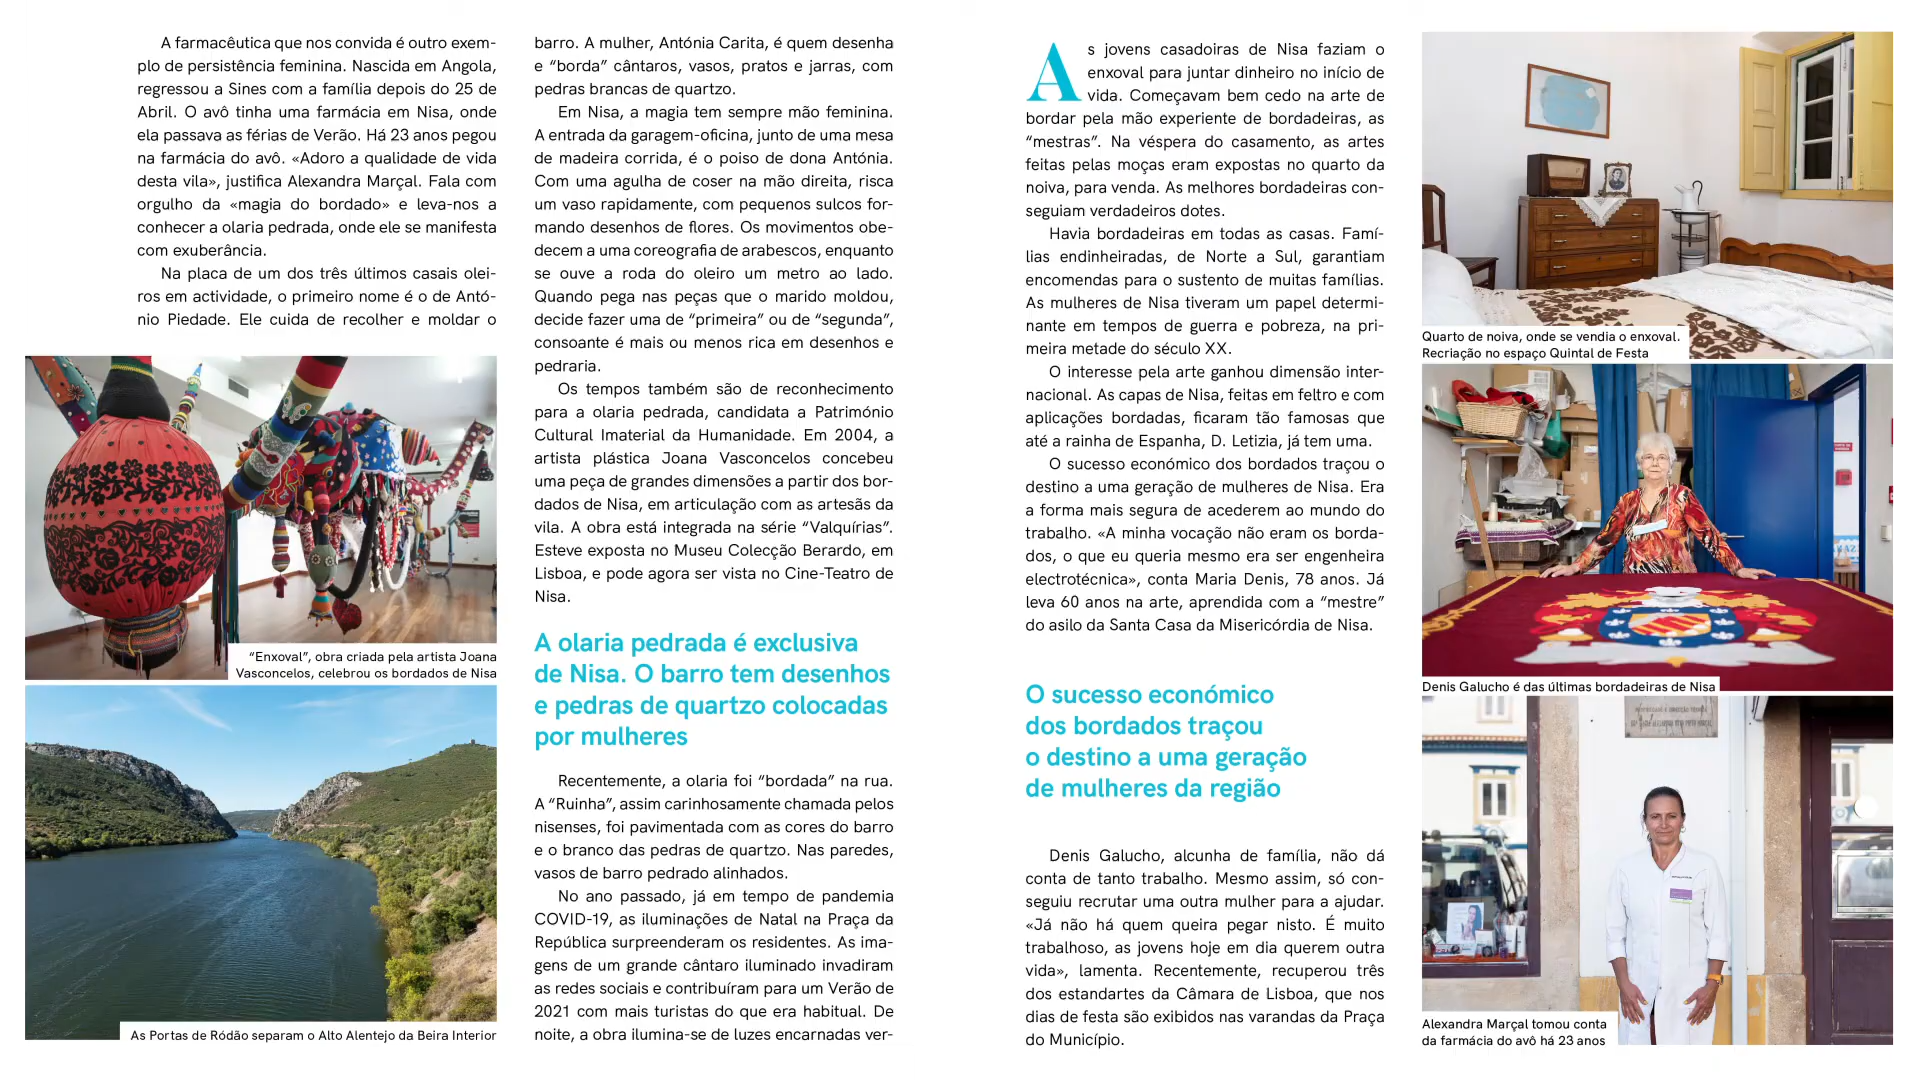 A farmacêutica que nos convida é outro exem-
plo de persistência feminina. Nascida em Angola,
regressou a Sines com a família depois do 25 de
Abril. O avô tinha uma farmácia em Nisa, onde
ela passava as férias de Verão. Há 23 anos pegou
na farmácia do avô. «Adoro a qualidade de vida
desta vila», justifica Alexandra Marçal. Fala com
orgulho da «magia do bordado» e leva-nos a
conhecer a olaria pedrada, onde ele se manifesta
com exuberância.
Na placa de um dos três últimos casais olei-
ros em actividade, o primeiro nome é o de Antó-
nio Piedade. Ele cuida de recolher e moldar o
“Enxoval”, obra criada pela artista Joana
Vasconcelos, celebrou os bordados de Nisa
As Portas de Ródão separam o Alto Alentejo da Beira Interior
barro. A mulher, Antónia Carita, é quem desenha
e “borda” cântaros, vasos, pratos e jarras, com
pedras brancas de quartzo.
Em Nisa, a magia tem sempre mão feminina.
A entrada da garagem-oficina, junto de uma mesa
de madeira corrida, é o poiso de dona Antónia.
Com uma agulha de coser na mão direita, risca
um vaso rapidamente, com pequenos sulcos for-
mando desenhos de flores. Os movimentos obe-
decem a uma coreografia de arabescos, enquanto
se ouve a roda do oleiro um metro ao lado.
Quando pega nas peças que o marido moldou,
decide fazer uma de “primeira” ou de “segunda”,
consoante é mais ou menos rica em desenhos e
pedraria.
Os tempos também são de reconhecimento
para a olaria pedrada, candidata a Património
Cultural Imaterial da Humanidade. Em 2004, a
artista plástica Joana Vasconcelos concebeu
uma peça de grandes dimensões a partir dos bor-
dados de Nisa, em articulação com as artesãs da
vila. A obra está integrada na série “Valquírias”.
Esteve exposta no Museu Colecção Berardo, em
Lisboa, e pode agora ser vista no Cine-Teatro de
Nisa.
A olaria pedrada é exclusiva
de Nisa. O barro tem desenhos
e pedras de quartzo colocadas
por mulheres
Recentemente, a olaria foi “bordada” na rua.
A “Ruinha”, assim carinhosamente chamada pelos
nisenses, foi pavimentada com as cores do barro
e o branco das pedras de quartzo. Nas paredes,
vasos de barro pedrado alinhados.
No ano passado, já em tempo de pandemia
COVID-19, as iluminações de Natal na Praça da
República surpreenderam os residentes. As ima-
gens de um grande cântaro iluminado invadiram
as redes sociais e contribuíram para um Verão de
2021 com mais turistas do que era habitual. De
noite, a obra ilumina-se de luzes encarnadas ver-
As jovens casadoiras de Nisa faziam o
enxoval para juntar dinheiro no início de
vida. Começavam bem cedo na arte de
bordar pela mão experiente de bordadeiras, as
“mestras”. Na véspera do casamento, as artes
feitas pelas moças eram expostas no quarto da
noiva, para venda. As melhores bordadeiras con-
seguiam verdadeiros dotes.
Havia bordadeiras em todas as casas. Famí-
lias endinheiradas, de Norte a Sul, garantiam
encomendas para o sustento de muitas famílias.
As mulheres de Nisa tiveram um papel determi-
nante em tempos de guerra e pobreza, na pri-
meira metade do século XX.
O interesse pela arte ganhou dimensão inter-
nacional. As capas de Nisa, feitas em feltro e com
aplicações bordadas, ficaram tão famosas que
até a rainha de Espanha, D. Letizia, já tem uma.
O sucesso económico dos bordados traçou o
destino a uma geração de mulheres de Nisa. Era
a forma mais segura de acederem ao mundo do
trabalho. «A minha vocação não eram os borda-
dos, o que eu queria mesmo era ser engenheira
electrotécnica», conta Maria Denis, 78 anos. Já
leva 60 anos na arte, aprendida com a “mestre”
do asilo da Santa Casa da Misericórdia de Nisa.
O sucesso económico
dos bordados traçou
o destino a uma geração
de mulheres da região
Denis Galucho, alcunha de família, não dá
conta de tanto trabalho. Mesmo assim, só con-
seguiu recrutar uma outra mulher para a ajudar.
«Já não há quem queira pegar nisto. É muito
trabalhoso, as jovens hoje em dia querem outra
vida», lamenta. Recentemente, recuperou três
dos estandartes da Câmara de Lisboa, que nos
dias de festa são exibidos nas varandas da Praça
do Município.
Quarto de noiva, onde se vendia o enxoval.
Recriação no espaço Quintal de Festa
Denis Galucho é das últimas bordadeiras de Nisa
Alexandra Marçal tomou conta
da farmácia do avô há 23 anos